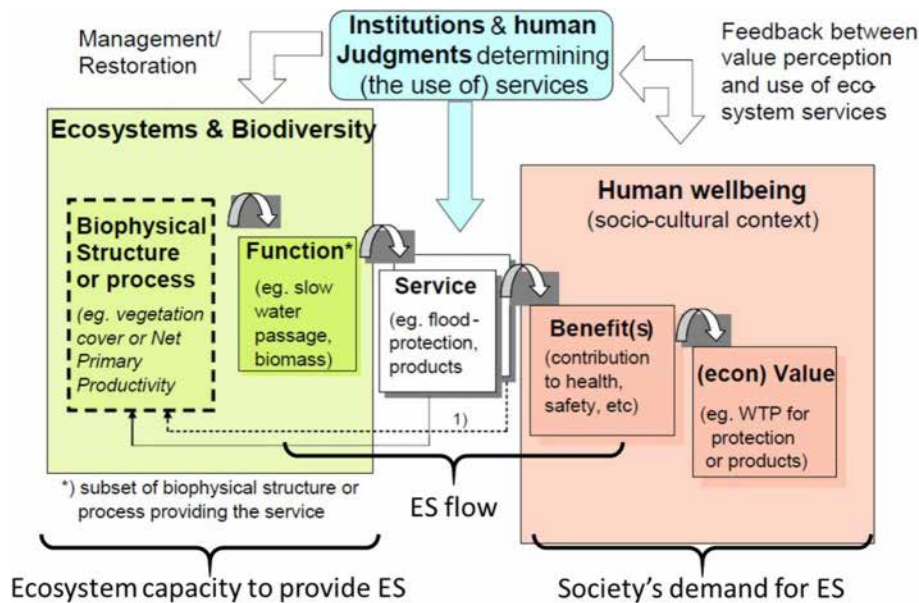 Management/
Restoration
Institutions & human
Judgments determining
(the use of) services
Feedback between
value perception
and use of eco-
system services
Ecosystems & Biodiversity
Biophysical
Structure
or process
(eg. vegetation
cover or Net
Primary
Productivity
Function*
(eg. slow
water
passage,
biomass)
Service
(eg. flood-
protection,
products
Human wellbeing
(socio-cultural context)
Benefit(s)
(contribution
to health,
safety, etc)
(econ) Value
(eg. WTP for
protection
or products)
1)
*) subset of biophysical structure or
process providing the service
ES flow
Ecosystem capacity to provide ES
Society's demand for ES